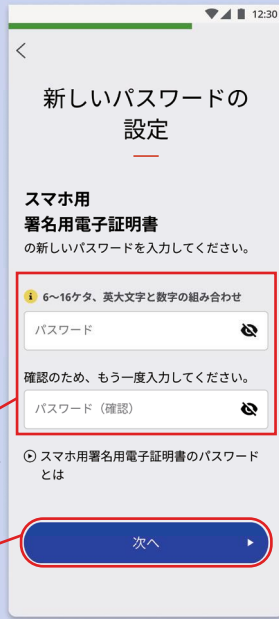 12:30
新しいパスワードの
設定
スマホ用
署名用電子証明書
の新しいパスワードを入力してください。
6～16ケタ、英大文字と数字の組み合わせ
パスワード
確認のため、もう一度入力してください。
パスワード（確認）
スマホ用署名用電子証明書のパスワード
とは
次へ